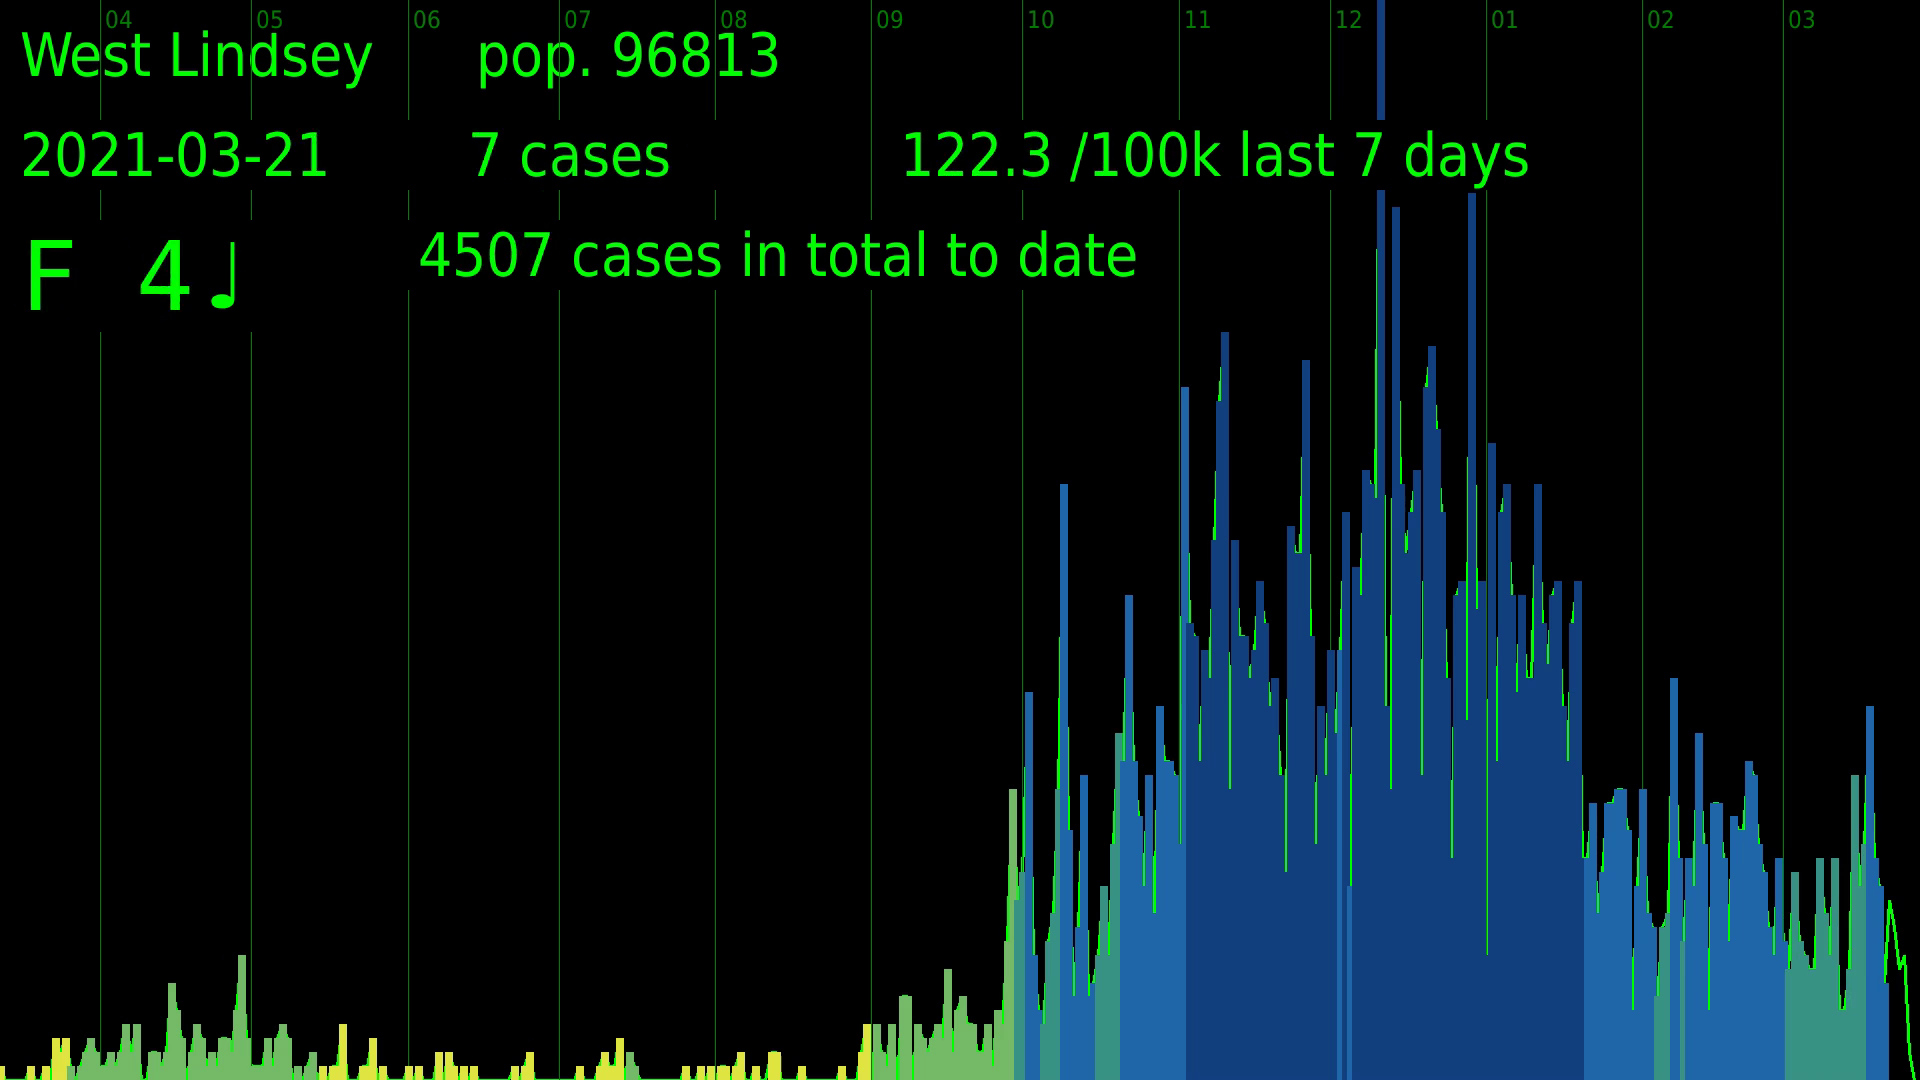 04 05 06 07 08 09 10 11 12 01 02 03
West Lindsey pop. 96813
2021-03-21 7 cases 122.3 /100k last 7 days
F 4♩ 4507 cases in total to date